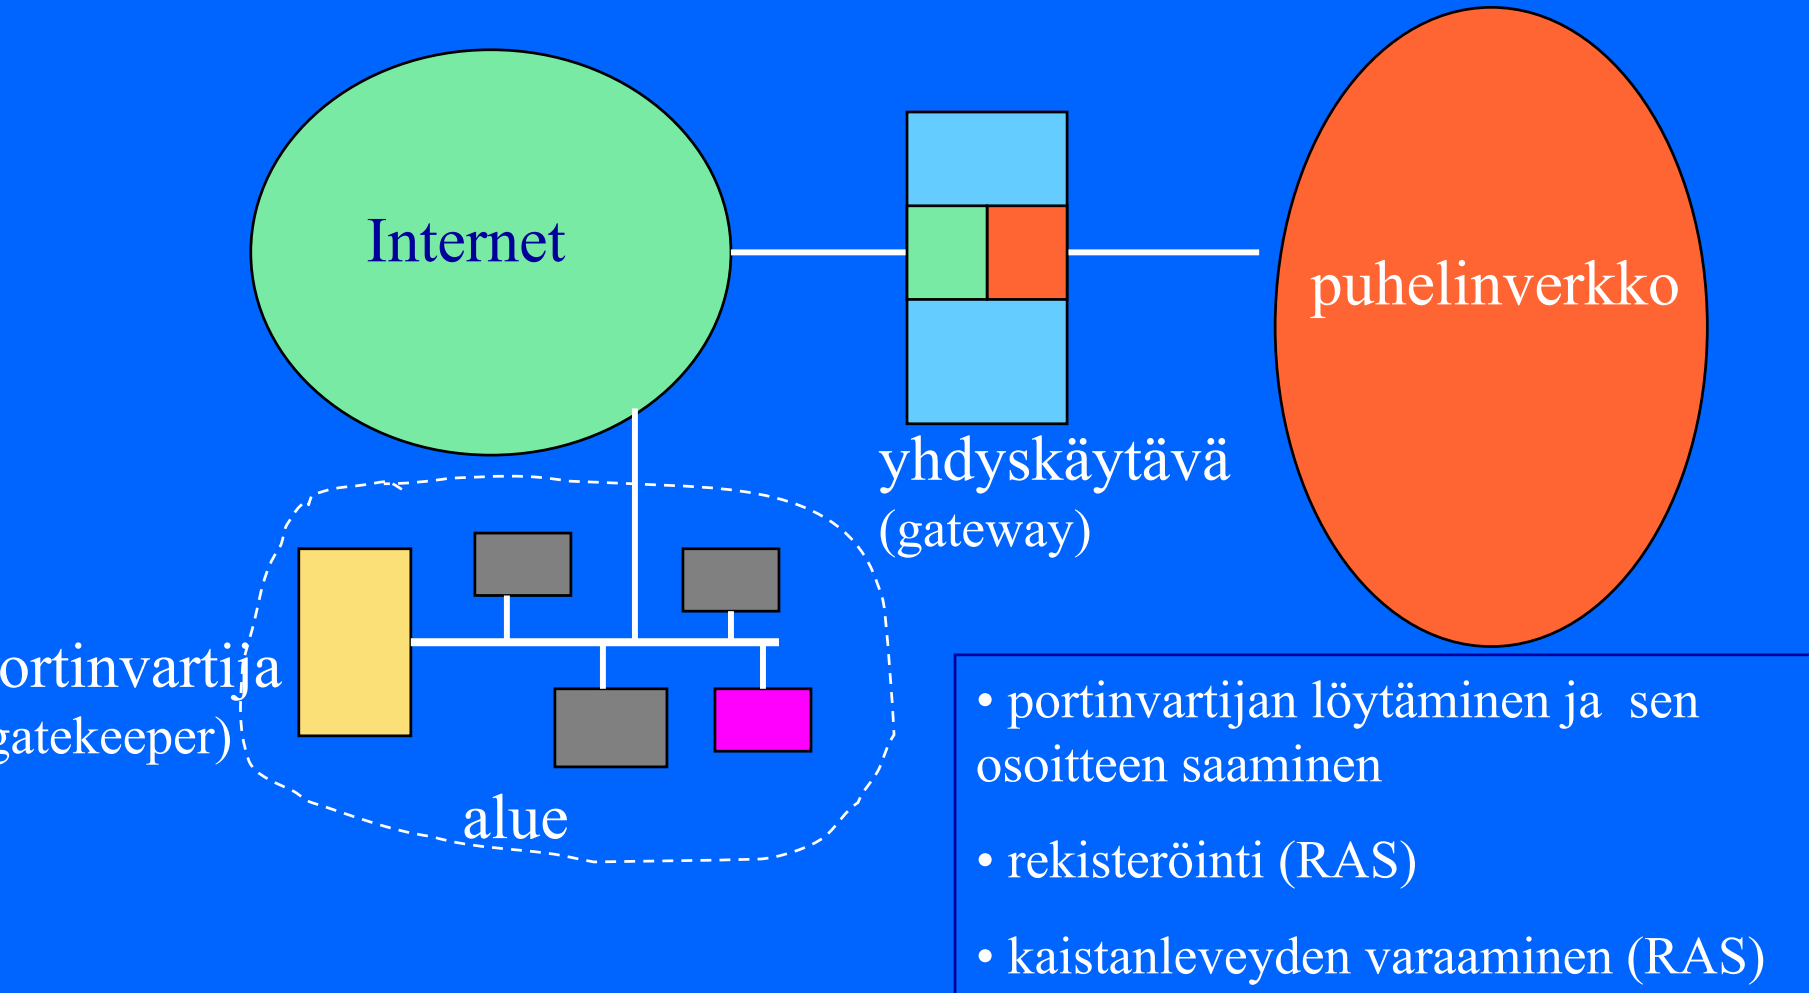 Internet
puhelinverkko
yhdyskäytävä
(gateway)
ortinvartija
gatekeeper)
alue
• portinvartijan löytäminen ja sen
osoitteen saaminen
• rekisteröinti (RAS)
• kaistanleveyden varaaminen (RAS)